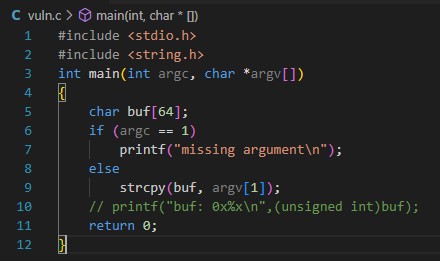 vuln.c > main(int, char * [])
1 #include <stdio.h>
2 #include <string.h>
3 int main(int argc, char *argv[])
4 {
5     char buf[64];
6     if (argc == 1)
7         printf("missing argument\n");
8     else
9         strcpy(buf, argv[1]);
10     // printf("buf: 0x%x\n",(unsigned int)buf);
11     return 0;
12 }